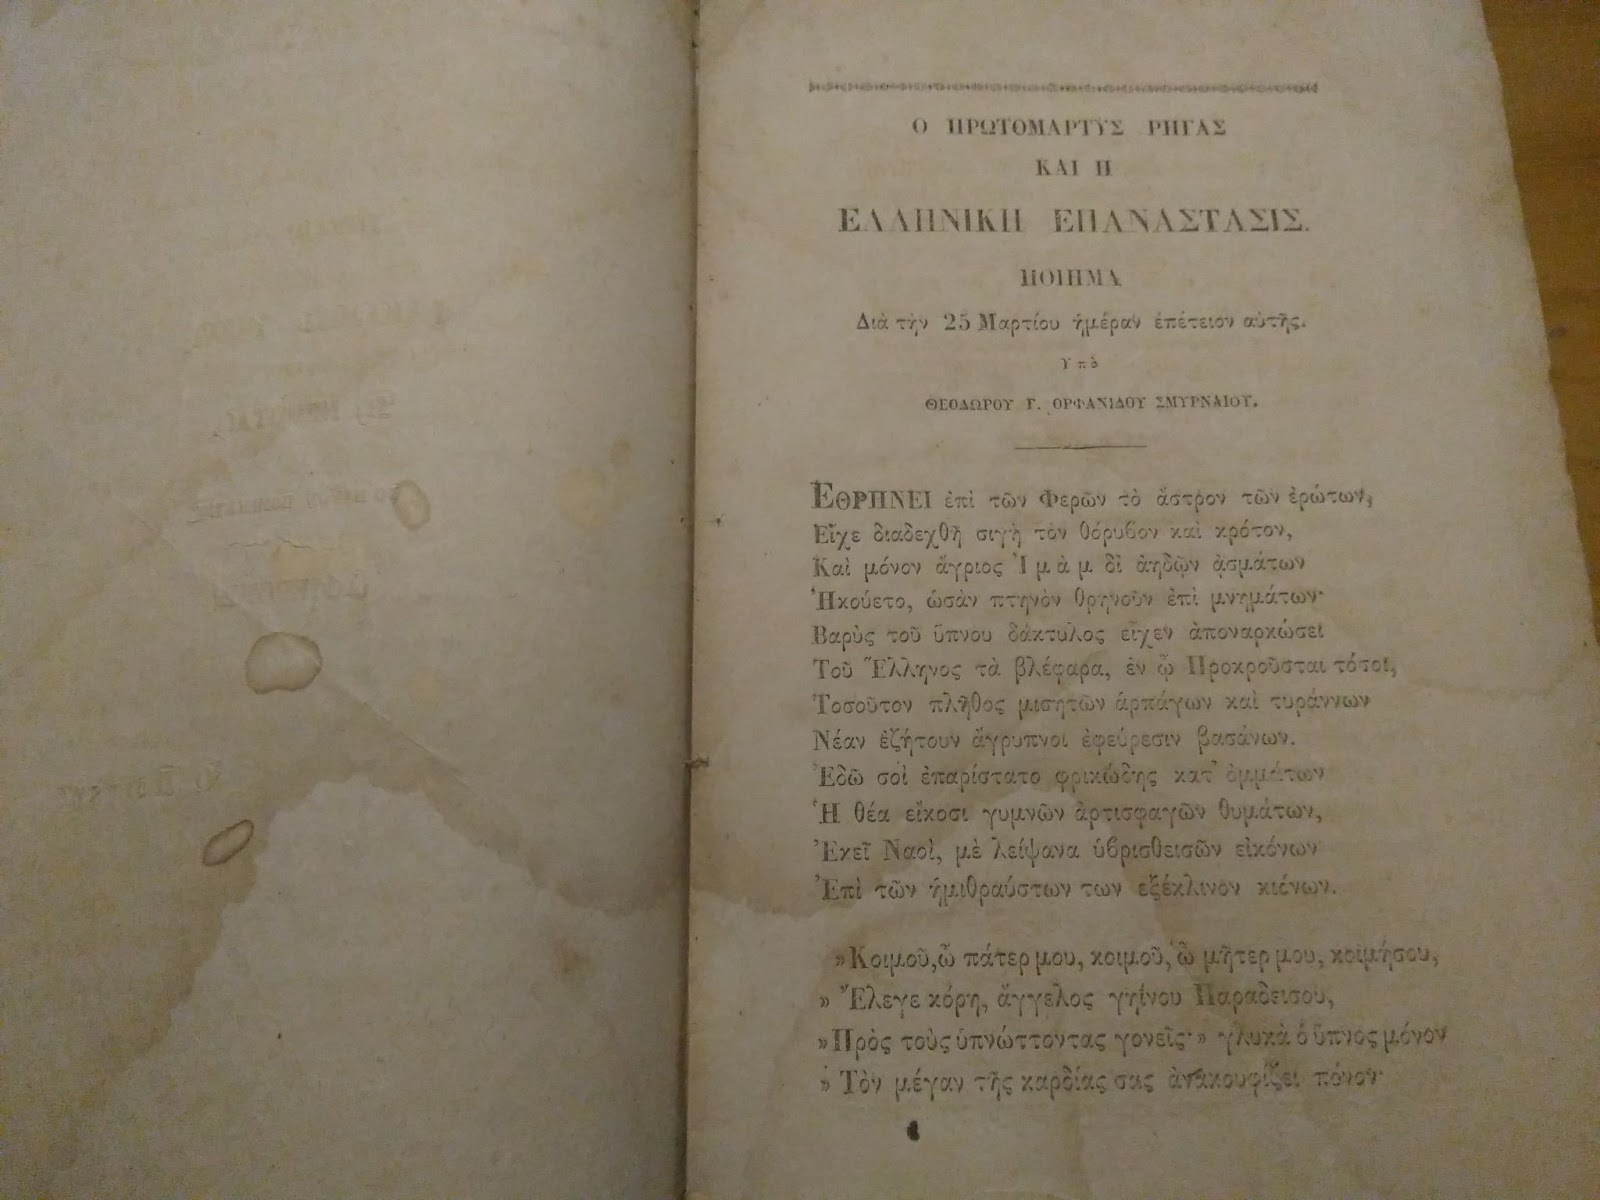 Ο ΠΡΩΤΟΜΑΡΤΥΣ ΡΗΓΑΣ
ΚΑΙ Η
ΕΛΛΗΝΙΚΗ ΕΠΑΝΑΣΤΑΣΙΣ.
ΠΟΙΗΜΑ
Διὰ τὴν 25 Μαρτίου ἡμέραν ἐπέτειον αὐτῆς.
Υπὸ
ΘΕΟΔΩΡΟΥ Γ. ΟΡΦΑΝΙΔΟΥ ΣΜΥΡΝΑΙΟΥ.
ΕΘΡΗΝΕΙ ἐπὶ τῶν Φερῶν τὸ ἄστρον τῶν ἐρώτων,
Εἶχε διαδεχθῆ σιγὴ τὸν θόρυβον καὶ κρότον,
Καὶ μόνον ἄγριος Ἰμὰμ δὶ ἀηδῶν ᾀσμάτων
Ἠκούετο, ὡσὰν πτηνὸν θρηνοῦν ἐπὶ μνημάτων·
Βαρὺς τοῦ ὕπνου δάκτυλος εἶχεν ἀποναρκώσει
Τοῦ Ἕλληνος τὰ βλέφαρα, ἐν ᾧ Προκροῦσται τόσοι,
Τοσοῦτον πλῆθος μισητῶν ἁρπάγων καὶ τυράννων
Νέαν ἐζήτουν ἄγρυπνοι ἐφεύρεσιν βασάνων.
Ἐδῶ σοὶ ἐπαρίστατο φρικώδης κατ' ὀμμάτων
Ἡ θέα εἴκοσι γυμνῶν ἀρτισφαγῶν θυμάτων,
Ἐκεῖ Ναοὶ, μὲ λείψανα ὑβρισθεισῶν εἰκόνων
Ἐπὶ τῶν ἡμιθραύστων των ἐξέκλινον κιόνων.
»Κοιμοῦ, ὦ πάτερ μου, κοιμοῦ, ὦ μῆτερ μου, κοιμήσου,
» Ἔλεγε κόρη, ἄγγελος γηΐνου Παραδείσου,
»Πρὸς τοὺς ὑπνώττοντας γονεῖς· » γλυκὰ ὁ ὕπνος μόνον
» Τὸν μέγαν τῆς καρδίας σας ἀνακουφίζει πόνον·